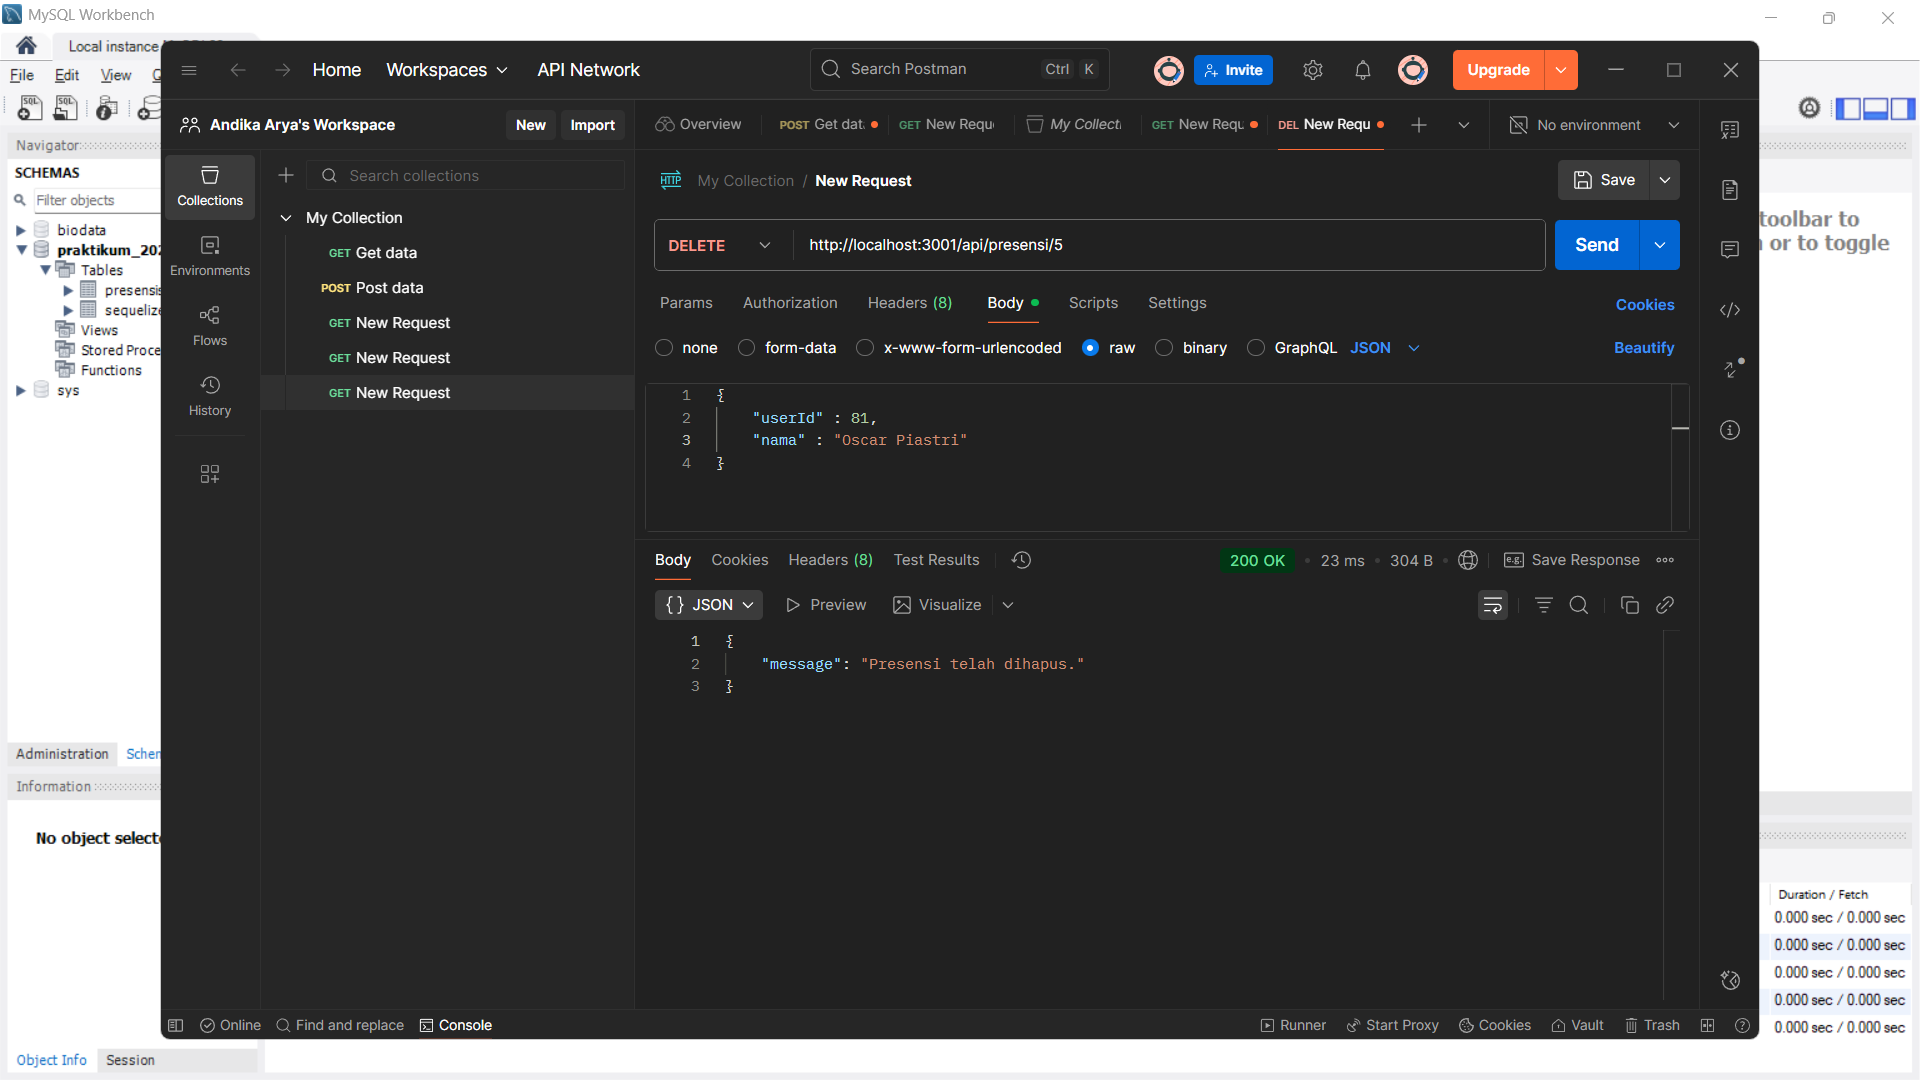 MySQL Workbench
Local instance
File Edit View
Navigator
SCHEMAS
Filter objects
biodata
praktikum_202
Tables
presensis
sequelize
Views
Stored Proce
Functions
sys
Administration Schem
Information
No object selecte
Object Info Session
Home Workspaces API Network
Search Postman Ctrl K
Invite
Upgrade
Andika Arya's Workspace
New Import
Overview POST Get dat GET New Requ My Collecti GET New Requ DEL New Requ
No environment
Collections
Environments
Flows
History
Search collections
My Collection
GET Get data
POST Post data
GET New Request
GET New Request
GET New Request
HTTP My Collection / New Request
Save
DELETE http://localhost:3001/api/presensi/5
Send
Params Authorization Headers (8) Body Scripts Settings
Cookies
none form-data x-www-form-urlencoded raw binary GraphQL JSON
Beautify
1 {
2 "userId" : 81,
3 "nama" : "Oscar Piastri"
4 }
Body Cookies Headers (8) Test Results
200 OK • 23 ms • 304 B e.g. Save Response
{} JSON Preview Visualize
1 {
2 "message": "Presensi telah dihapus."
3 }
Online Find and replace Console
Runner Start Proxy Cookies Vault Trash
toolbar to
or to toggle
Duration / Fetch
0.000 sec / 0.000 sec
0.000 sec / 0.000 sec
0.000 sec / 0.000 sec
0.000 sec / 0.000 sec
0.000 sec / 0.000 sec